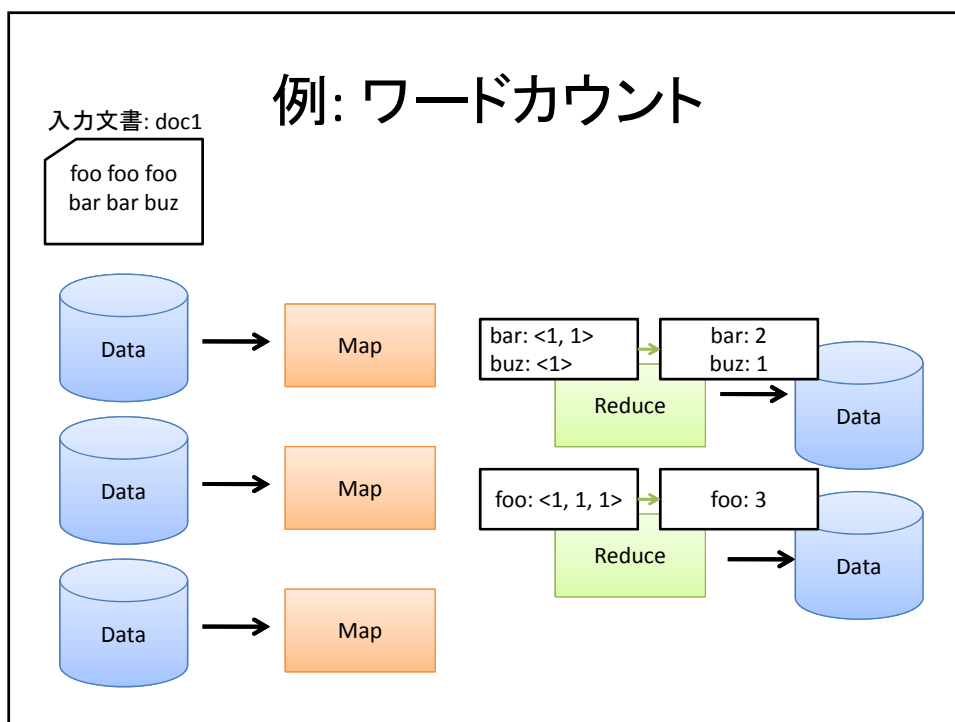 例: ワードカウント
入力文書: doc1
foo foo foo
bar bar buz
Data
Map
Data
Map
Data
Map
bar: <1, 1>
buz: <1>
bar: 2
buz: 1
Reduce
Data
foo: <1, 1, 1>
foo: 3
Reduce
Data